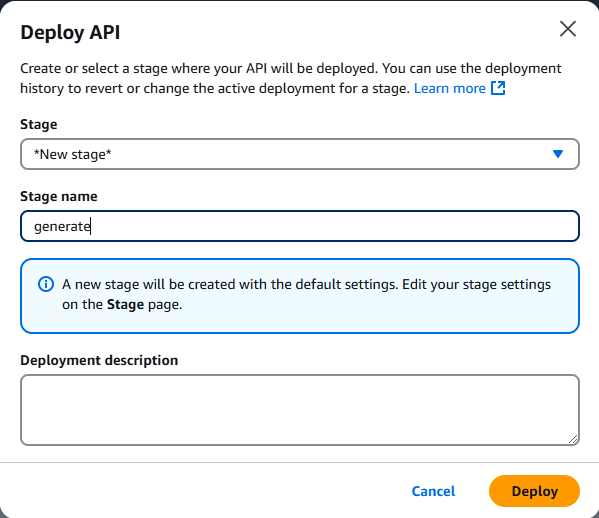 Deploy API
Create or select a stage where your API will be deployed. You can use the deployment
history to revert or change the active deployment for a stage. Learn more
Stage
*New stage*
Stage name
generate
A new stage will be created with the default settings. Edit your stage settings
on the Stage page.
Deployment description
Cancel
Deploy